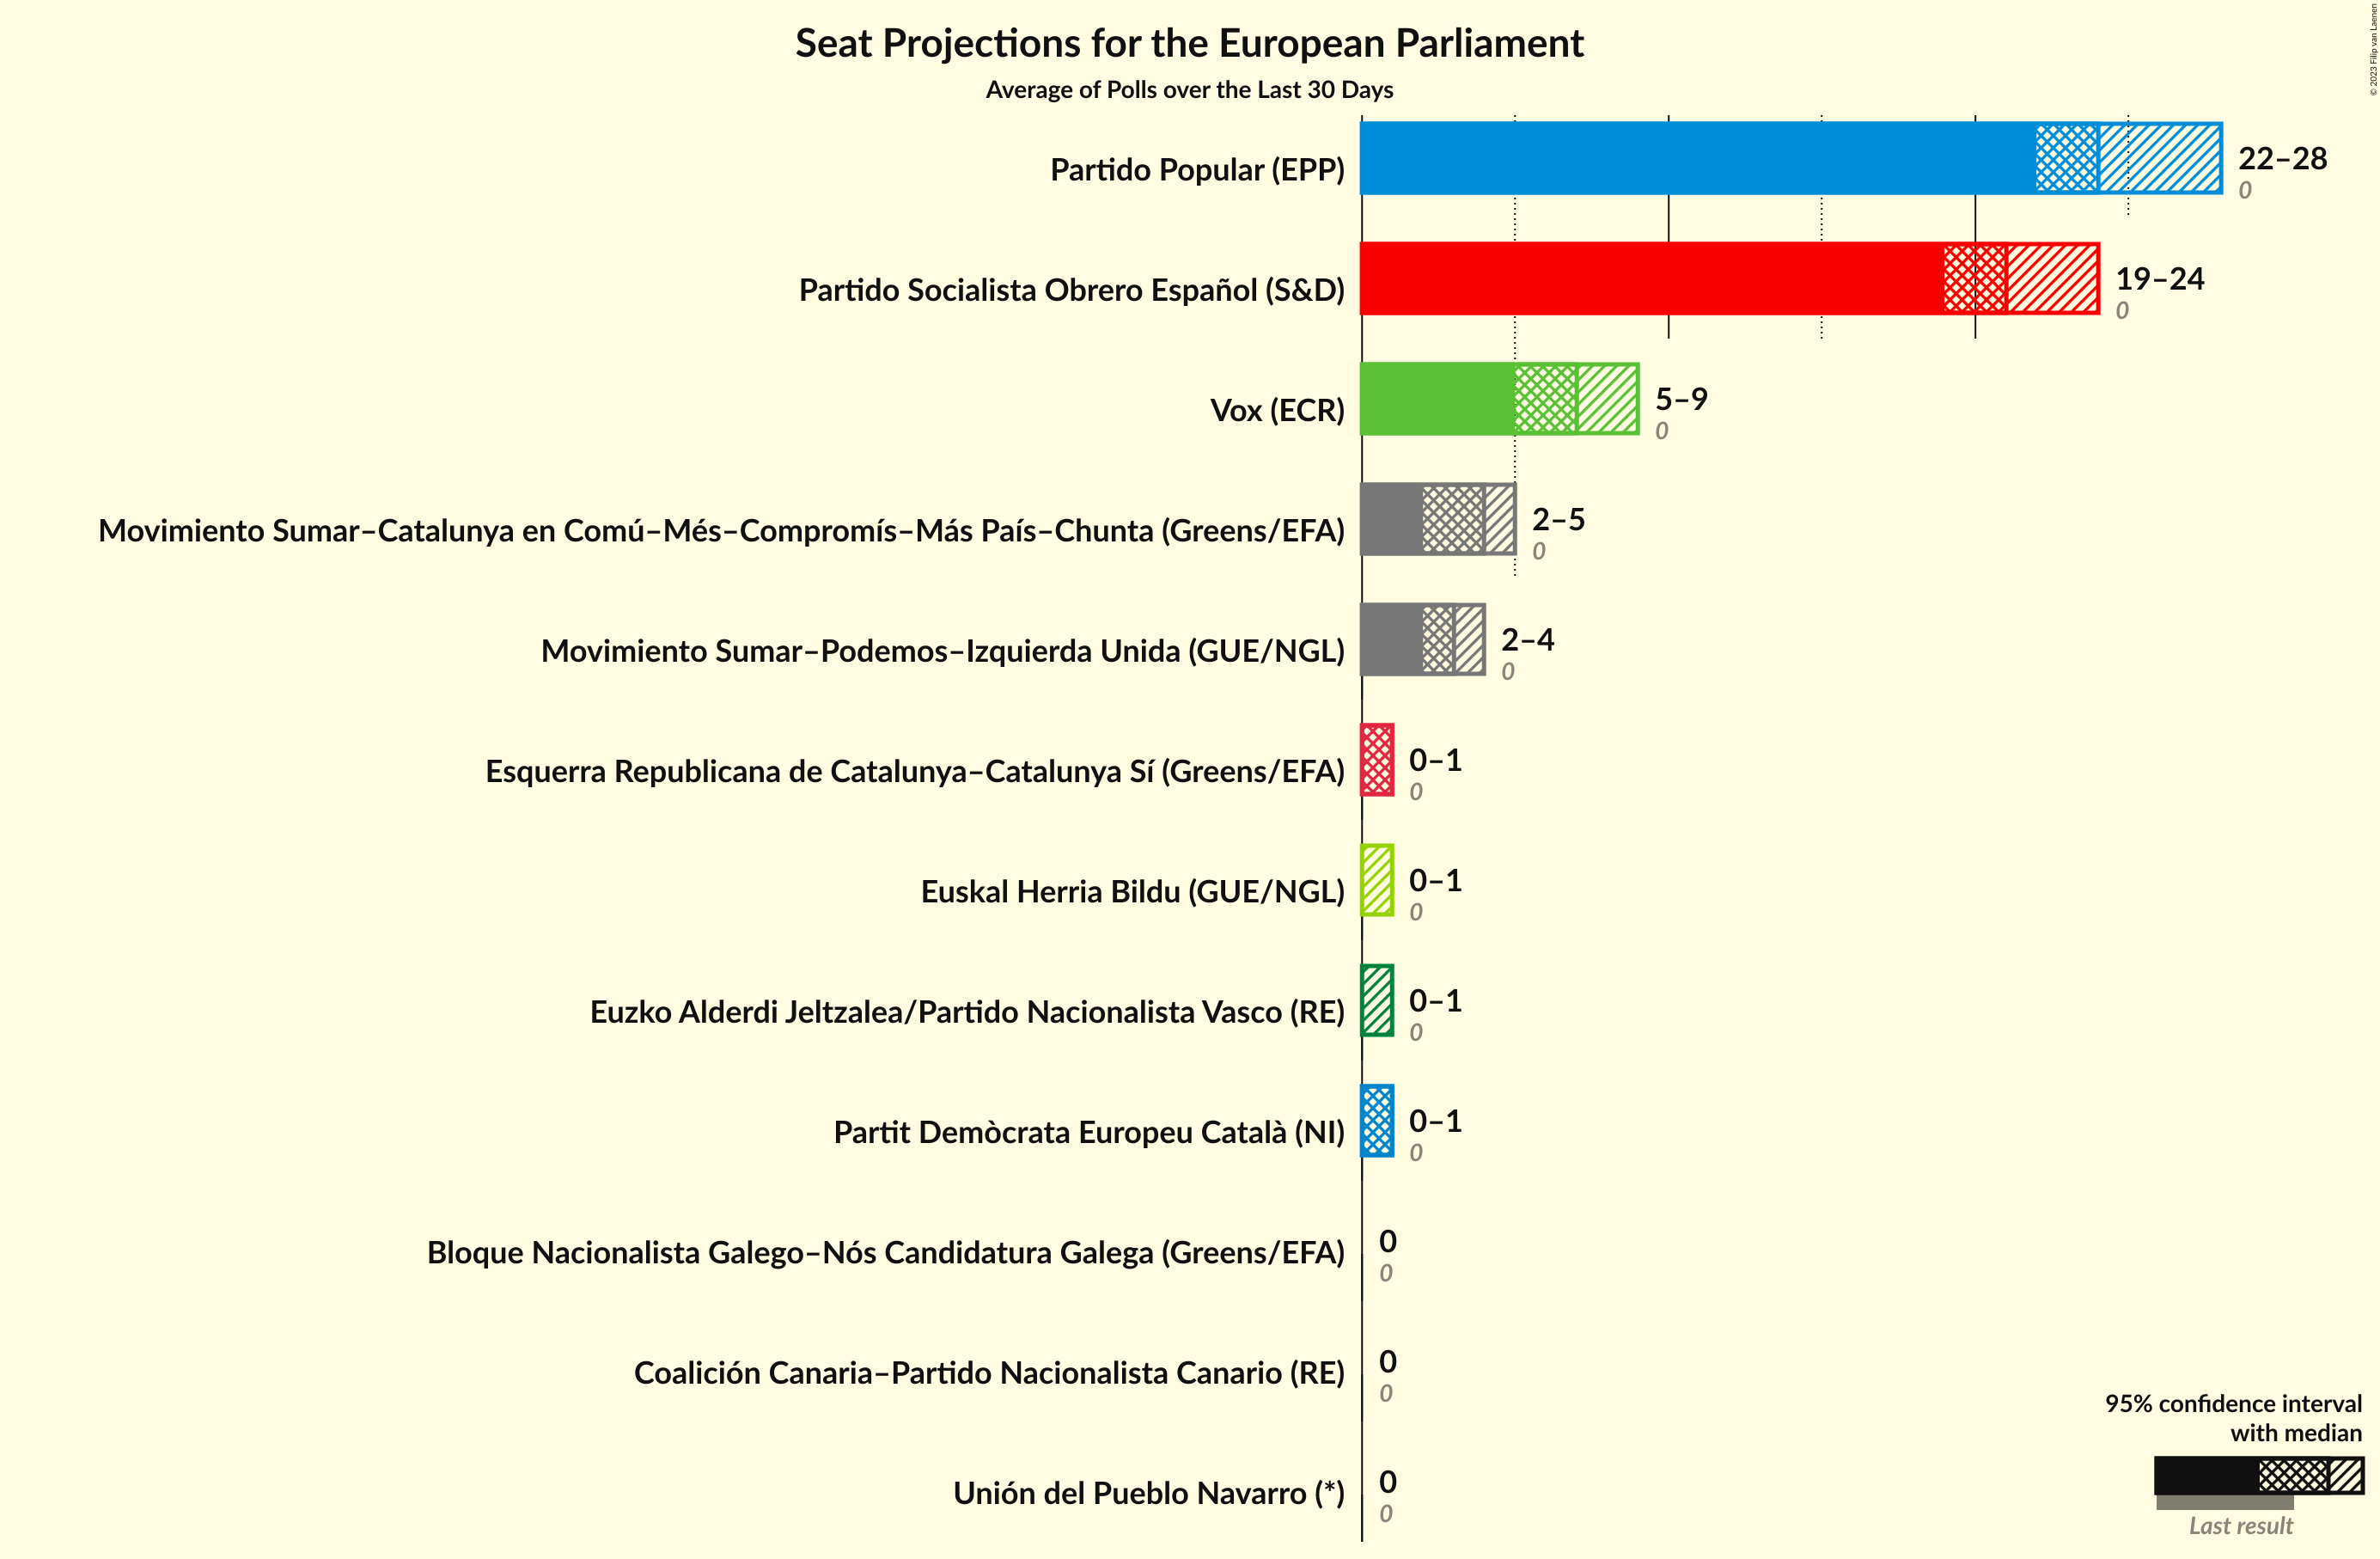 © 2023 Filip van Laenen
Seat Projections for the European Parliament
Average of Polls over the Last 30 Days
Partido Popular (EPP)
22–28
0
Partido Socialista Obrero Español (S&D)
19–24
0
Vox (ECR)
5–9
0
Movimiento Sumar–Catalunya en Comú–Més–Compromís–Más País–Chunta (Greens/EFA)
2–5
0
Movimiento Sumar–Podemos–Izquierda Unida (GUE/NGL)
2–4
0
Esquerra Republicana de Catalunya–Catalunya Sí (Greens/EFA)
0–1
0
Euskal Herria Bildu (GUE/NGL)
0–1
0
Euzko Alderdi Jeltzalea/Partido Nacionalista Vasco (RE)
0–1
0
Partit Demòcrata Europeu Català (NI)
0–1
0
Bloque Nacionalista Galego–Nós Candidatura Galega (Greens/EFA)
0
0
Coalición Canaria–Partido Nacionalista Canario (RE)
0
0
Unión del Pueblo Navarro (*)
0
0
95% confidence interval
with median
Last result